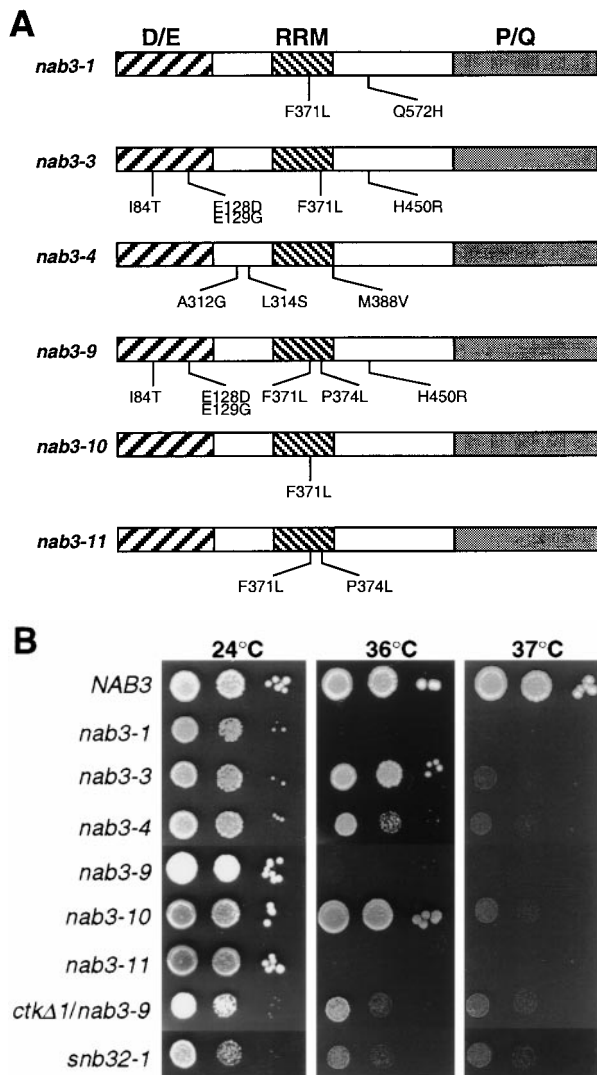 A
D/E RRM P/Q
nab3-1
F371L Q572H
nab3-3
I84T E128D F371L H450R
E129G
nab3-4
A312G L314S M388V
nab3-9
I84T E128D F371L P374L H450R
E129G
nab3-10
F371L
nab3-11
F371L P374L
B
24°C 36°C 37°C
NAB3
nab3-1
nab3-3
nab3-4
nab3-9
nab3-10
nab3-11
ctkΔ1/nab3-9
snb32-1